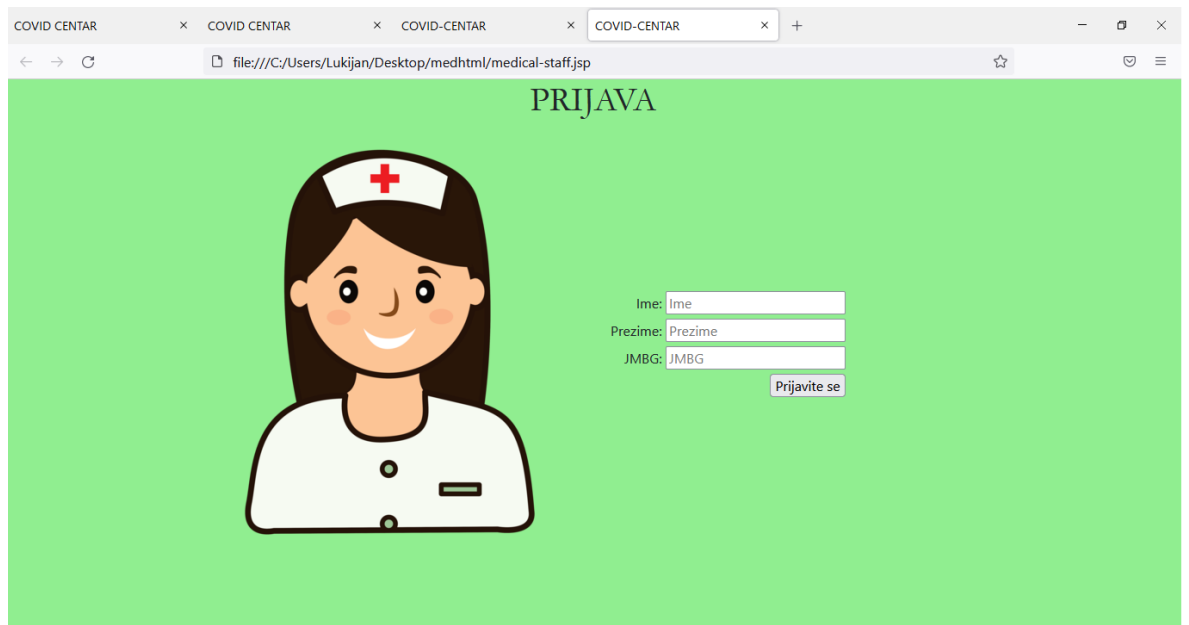 COVID CENTAR
COVID CENTAR
COVID-CENTAR
COVID-CENTAR
file:///C:/Users/Lukijan/Desktop/medhtml/medical-staff.jsp
PRIJAVA
Ime: Ime
Prezime: Prezime
JMBG: JMBG
Prijavite se